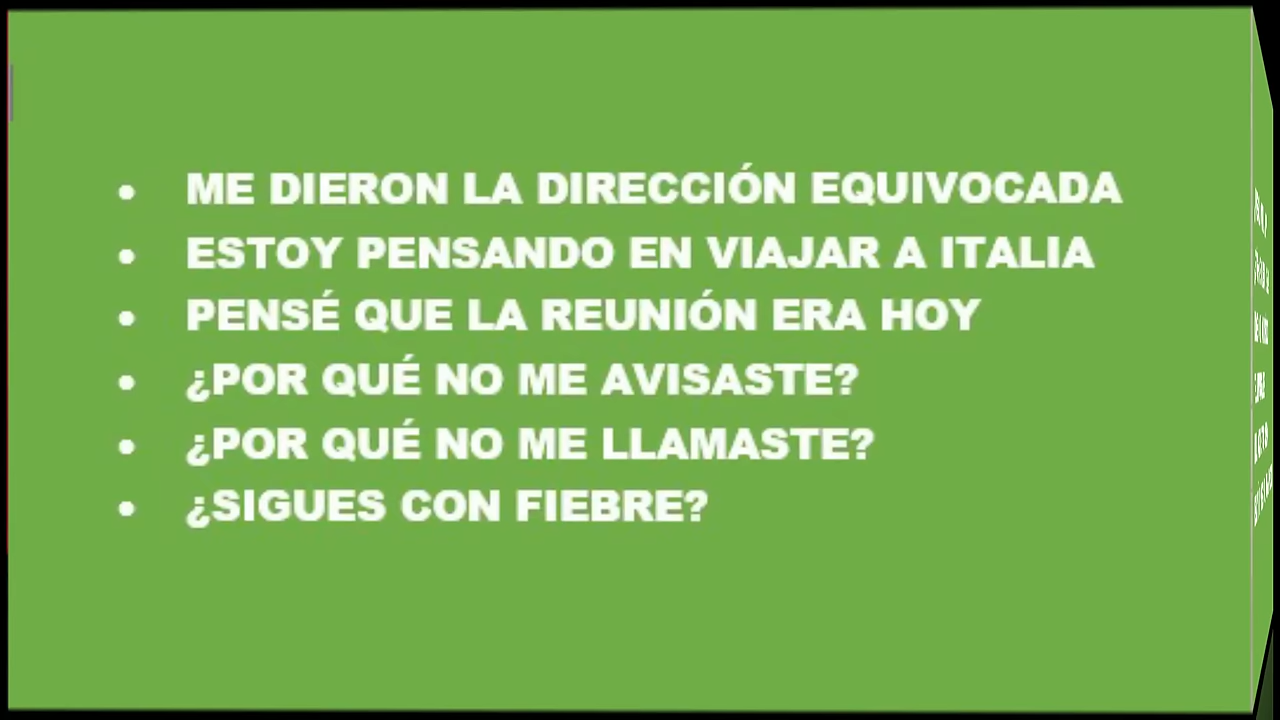 • ME DIERON LA DIRECCIÓN EQUIVOCADA
• ESTOY PENSANDO EN VIAJAR A ITALIA
• PENSÉ QUE LA REUNIÓN ERA HOY
• ¿POR QUÉ NO ME AVISASTE?
• ¿POR QUÉ NO ME LLAMASTE?
• ¿SIGUES CON FIEBRE?